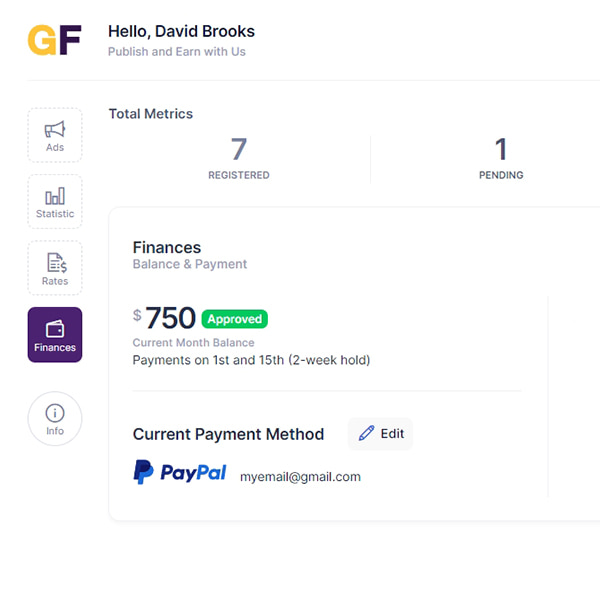 GF
Hello, David Brooks
Publish and Earn with Us
Total Metrics
7
REGISTERED
1
PENDING
Ads
Statistic
Rates
Finances
Info
Finances
Balance & Payment
$ 750 Approved
Current Month Balance
Payments on 1st and 15th (2-week hold)
Current Payment Method
Edit
PayPal myemail@gmail.com